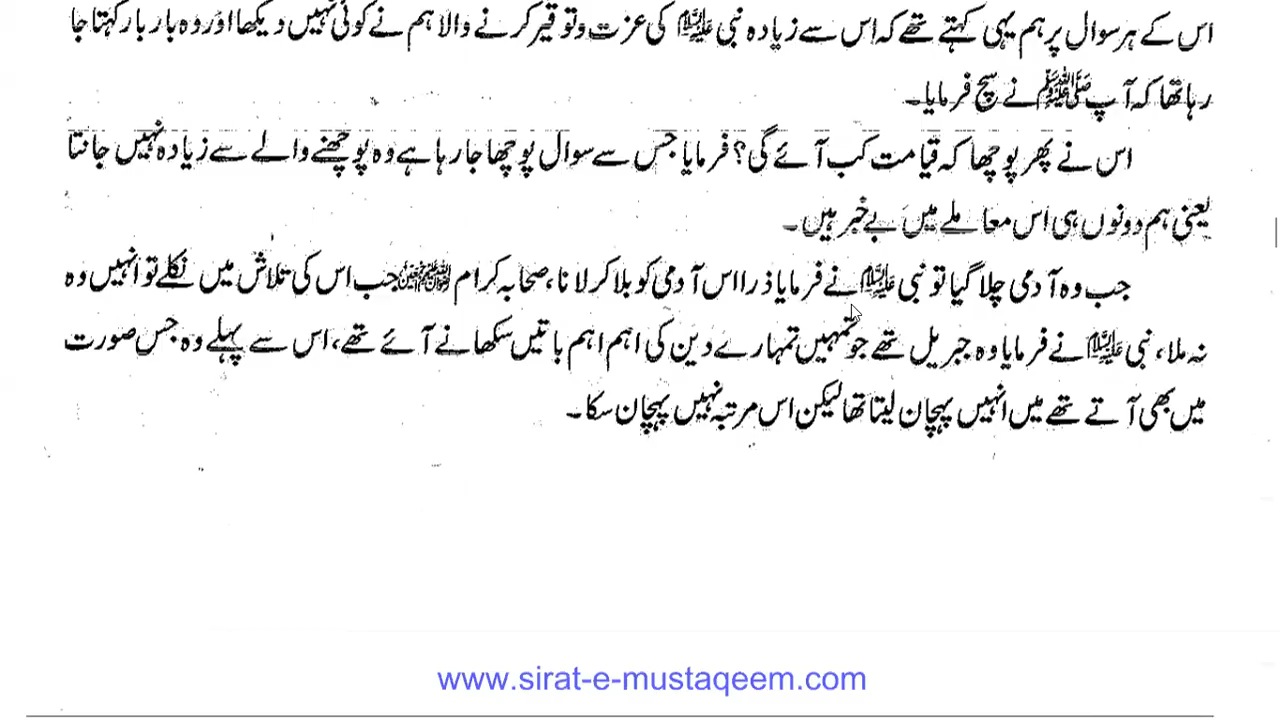 اس کے ہر سوال پر ہم یہی کہتے تھے کہ اس سے زیادہ نبی علیہ السلام کی عزت و توقیر کرنے والا ہم نے کوئی نہیں دیکھا اور وہ بار بار کہتا جا
رہا تھا کہ آپ ﷺ نے سچ فرمایا۔
اس نے پھر پوچھا کہ قیامت کب آئے گی؟ فرمایا جس سے سوال پوچھا جا رہا ہے وہ پوچھنے والے سے زیادہ نہیں جانتا
یعنی ہم دونوں ہی اس معاملے میں بے خبر ہیں۔
جب وہ آدمی چلا گیا تو نبی علیہ السلام نے فرمایا ذرا اس آدمی کو بلا کر لانا، صحابہ کرام رضی اللہ عنہم جب اس کی تلاش میں نکلے تو انہیں وہ
نہ ملا، نبی علیہ السلام نے فرمایا وہ جبریل تھے جو تمہیں تمہارے دین کی اہم اہم باتیں سکھانے آئے تھے، اس سے پہلے وہ جس صورت
میں بھی آتے تھے میں انہیں پہچان لیتا تھا لیکن اس مرتبہ نہیں پہچان سکا۔
www.sirat-e-mustaqeem.com